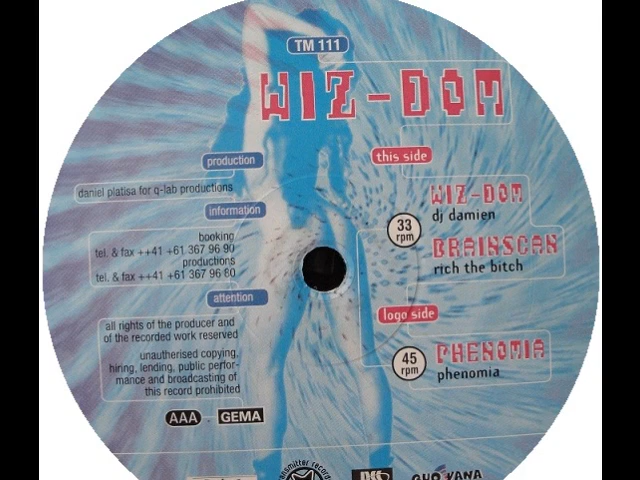 TM 111
WIZ-DOM
production
daniel platisa for q-lab productions
information
booking
tel. & fax ++41 +61 367 96 90
productions
tel. & fax ++41 +61 367 96 80
attention
all rights of the producer and
of the recorded work reserved
unautherised copying,
hiring, lending, public perfor-
mance and broadcasting of
this record prohibited
AAA - GEMA
this side
33
rpm
WIZ-DOM
dj damien
BRAINSCAN
rich the bitch
logo side
45
rpm
PHENOMIA
phenomia